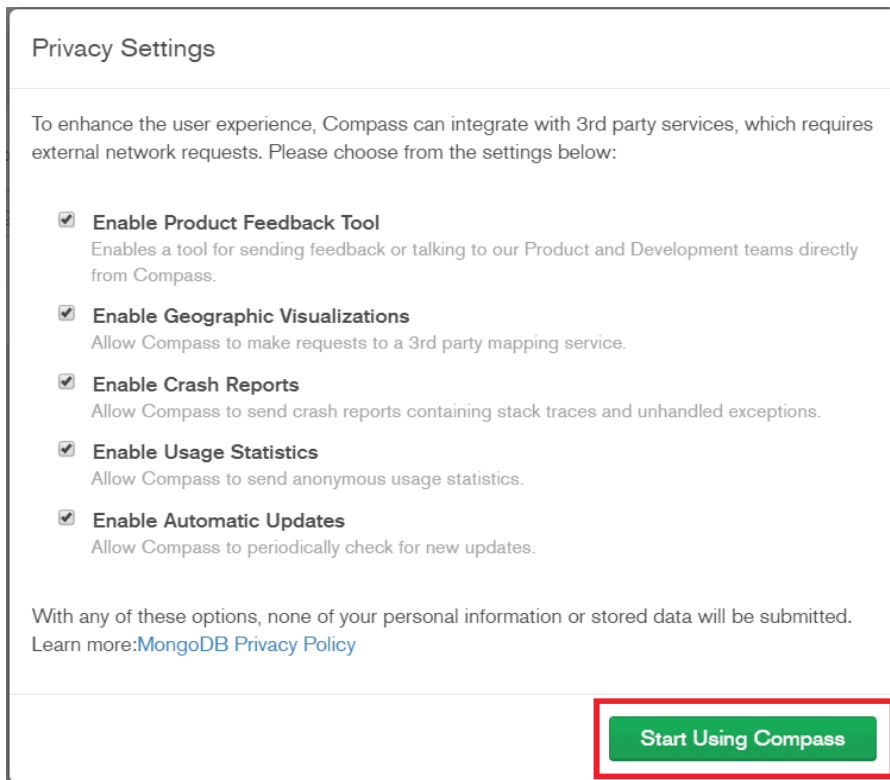 Privacy Settings
To enhance the user experience, Compass can integrate with 3rd party services, which requires
external network requests. Please choose from the settings below:
Enable Product Feedback Tool
Enables a tool for sending feedback or talking to our Product and Development teams directly
from Compass.
Enable Geographic Visualizations
Allow Compass to make requests to a 3rd party mapping service.
Enable Crash Reports
Allow Compass to send crash reports containing stack traces and unhandled exceptions.
Enable Usage Statistics
Allow Compass to send anonymous usage statistics.
Enable Automatic Updates
Allow Compass to periodically check for new updates.
With any of these options, none of your personal information or stored data will be submitted.
Learn more:MongoDB Privacy Policy
Start Using Compass